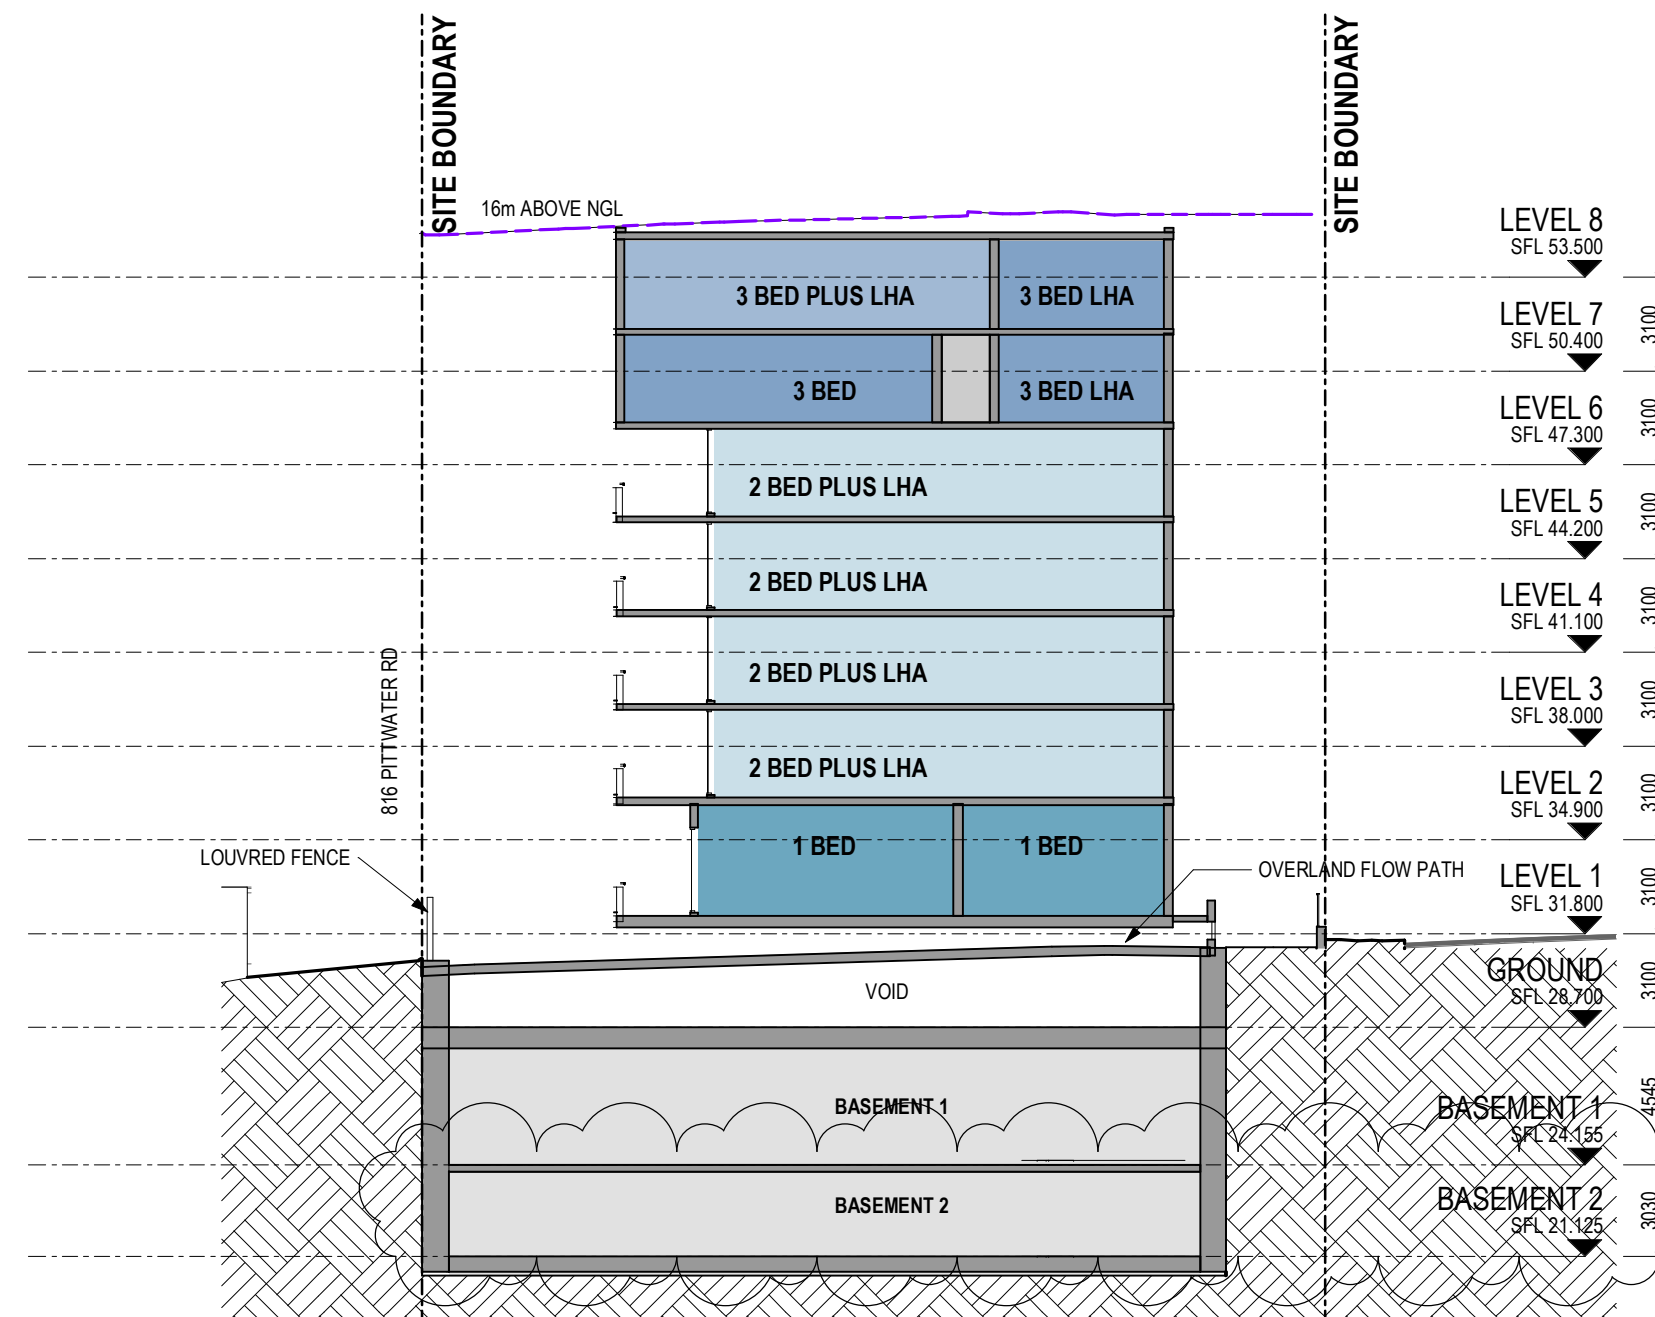 SITE BOUNDARY
SITE BOUNDARY
16m ABOVE NGL
LEVEL 8
SFL 53.500
3 BED PLUS LHA
3 BED LHA
LEVEL 7
SFL 50.400
3100
3 BED
3 BED LHA
LEVEL 6
SFL 47.300
3100
2 BED PLUS LHA
LEVEL 5
SFL 44.200
3100
2 BED PLUS LHA
LEVEL 4
SFL 41.100
3100
2 BED PLUS LHA
LEVEL 3
SFL 38.000
3100
816 PITTWATER RD
2 BED PLUS LHA
LEVEL 2
SFL 34.900
3100
1 BED
1 BED
LOUVRED FENCE
OVERLAND FLOW PATH
LEVEL 1
SFL 31.800
3100
VOID
GROUND
SFL 28.700
3100
BASEMENT 1
BASEMENT 1
SFL 24.155
4545
BASEMENT 2
BASEMENT 2
SFL 21.125
3030